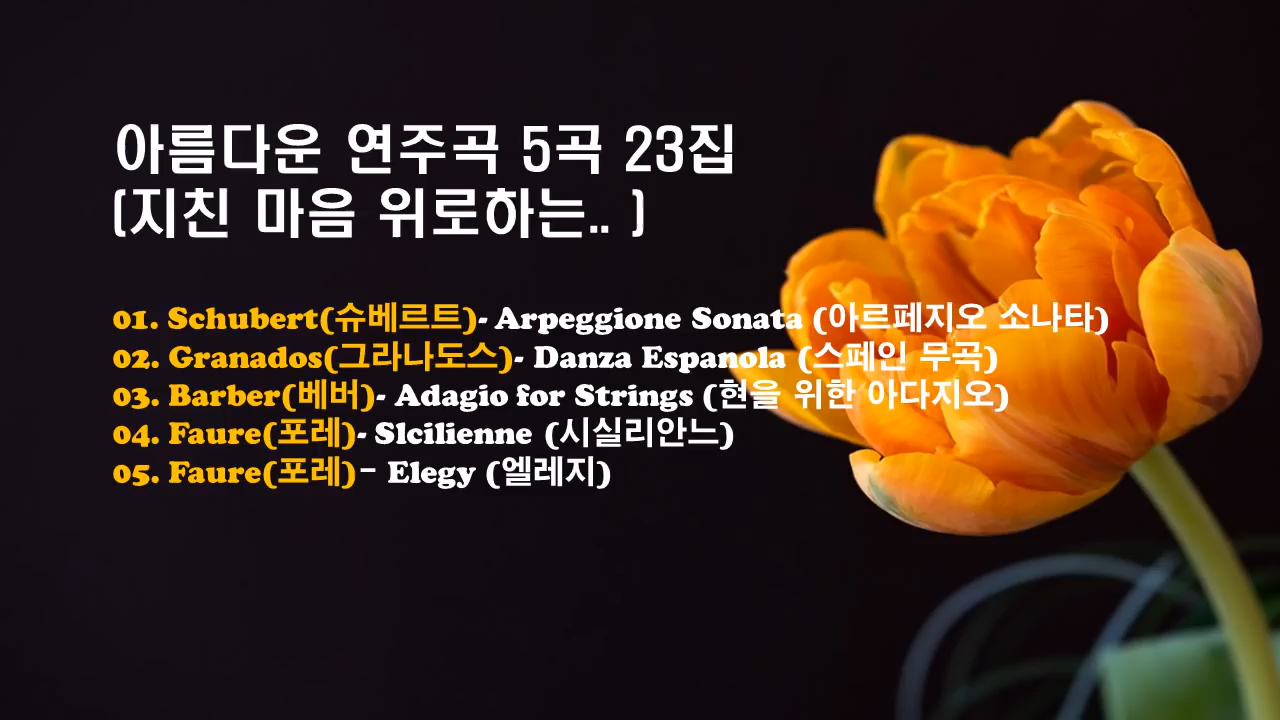 아름다운 연주곡 5곡 23집
(지친 마음 위로하는.. )
01. Schubert(슈베르트)- Arpeggione Sonata (아르페지오 소나타)
02. Granados(그라나도스)- Danza Espanola (스페인 무곡)
03. Barber(베버)- Adagio for Strings (현을 위한 아다지오)
04. Faure(포레)- Slcilienne (시실리안느)
05. Faure(포레)- Elegy (엘레지)